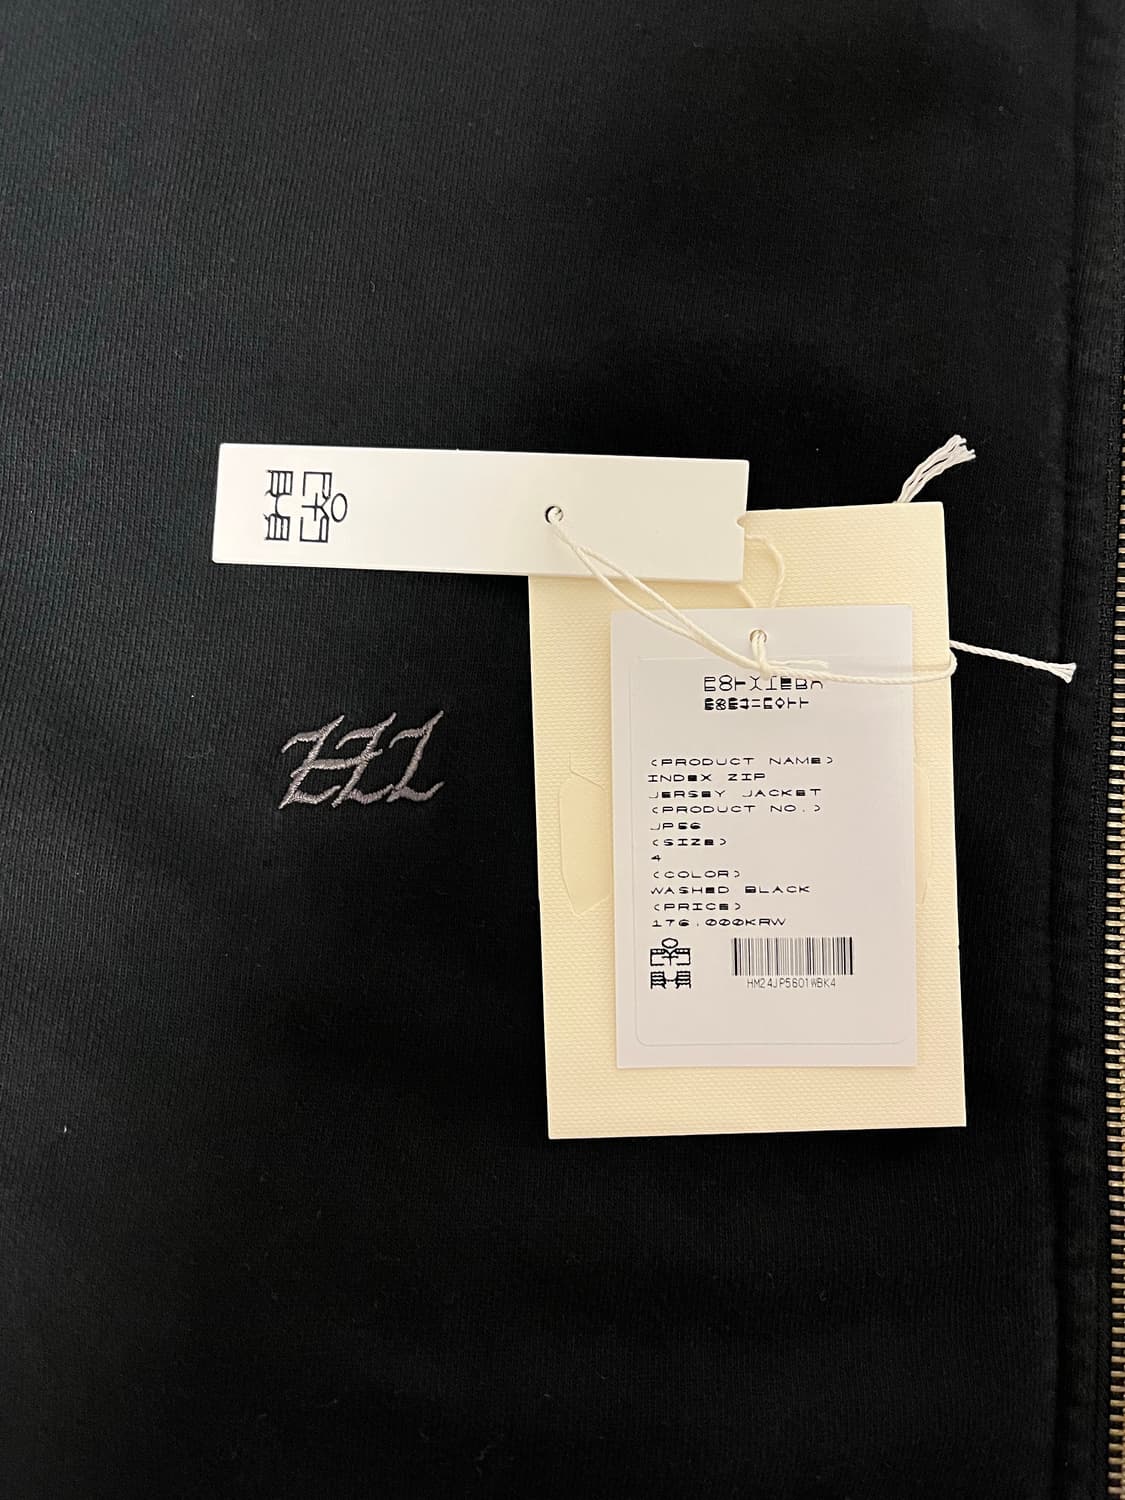 <PRODUCT NAME>
INDEX ZIP
JERSEY JACKET
<PRODUCT NO.>
JP56
<SIZE>
4
<COLOR>
WASHED BLACK
<PRICE>
176.000KRW
HM24JP5601WBK4